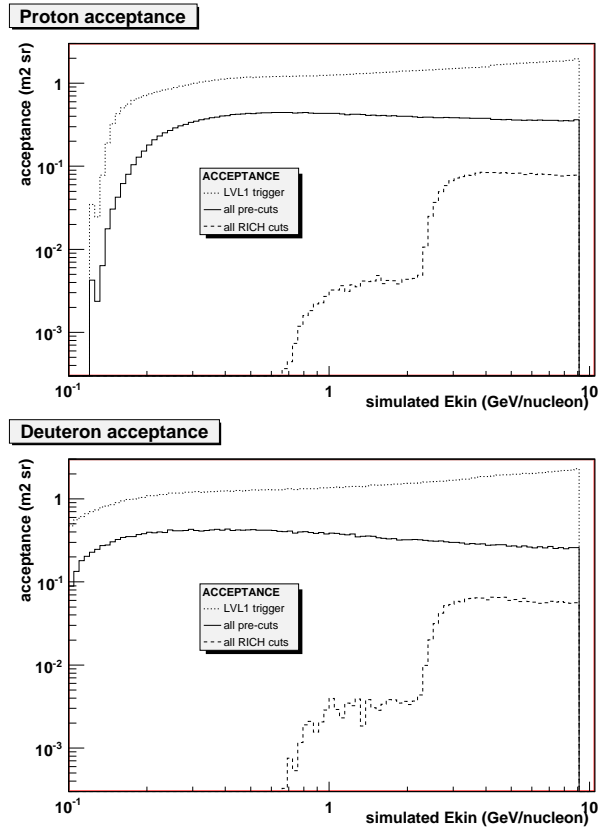 Proton acceptance
acceptance (m2 sr)
1
10-1
10-2
10-3
ACCEPTANCE
LVL1 trigger
all pre-cuts
all RICH cuts
10-1
1
10
simulated Ekin (GeV/nucleon)
Deuteron acceptance
acceptance (m2 sr)
1
10-1
10-2
10-3
ACCEPTANCE
LVL1 trigger
all pre-cuts
all RICH cuts
10-1
1
10
simulated Ekin (GeV/nucleon)